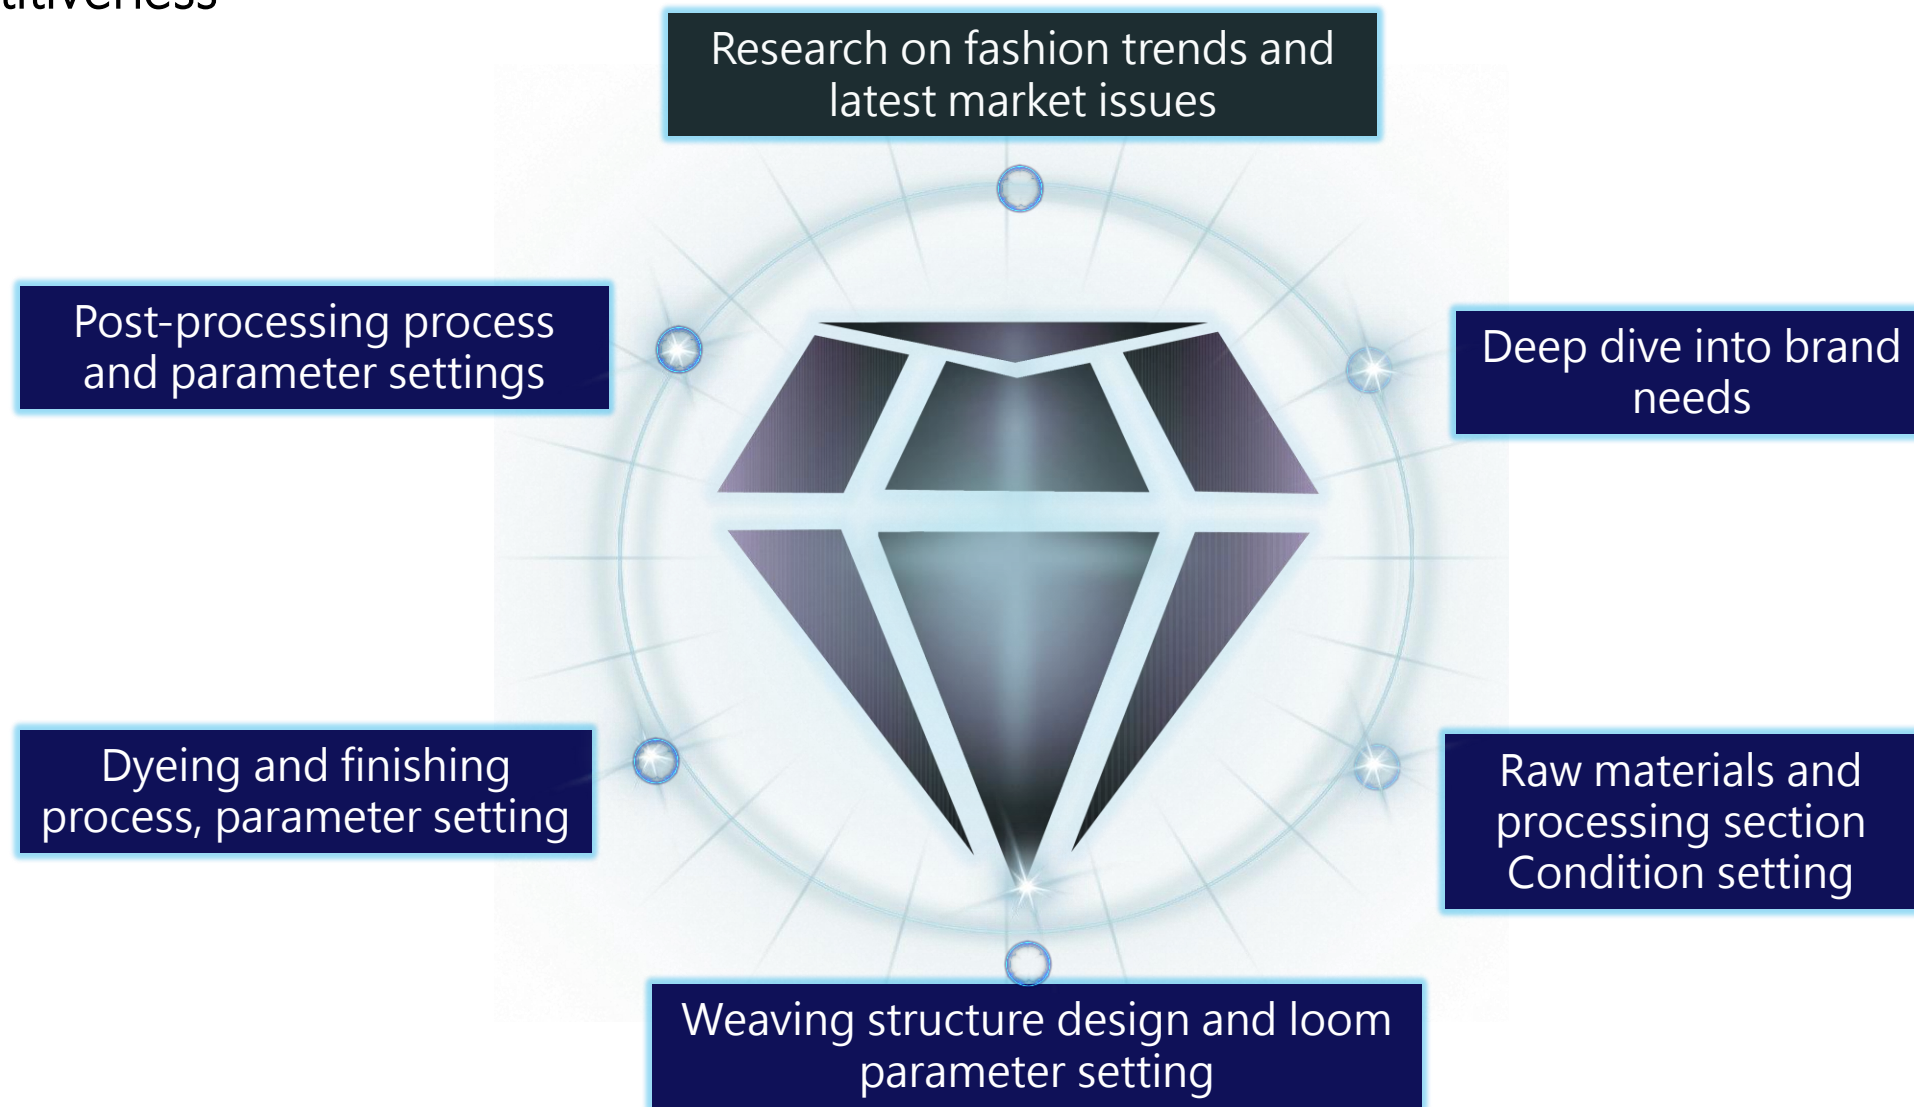 Research on fashion trends and
latest market issues
Post-processing process
and parameter settings
Deep dive into brand
needs
Dyeing and finishing
process, parameter setting
Raw materials and
processing section
Condition setting
Weaving structure design and loom
parameter setting